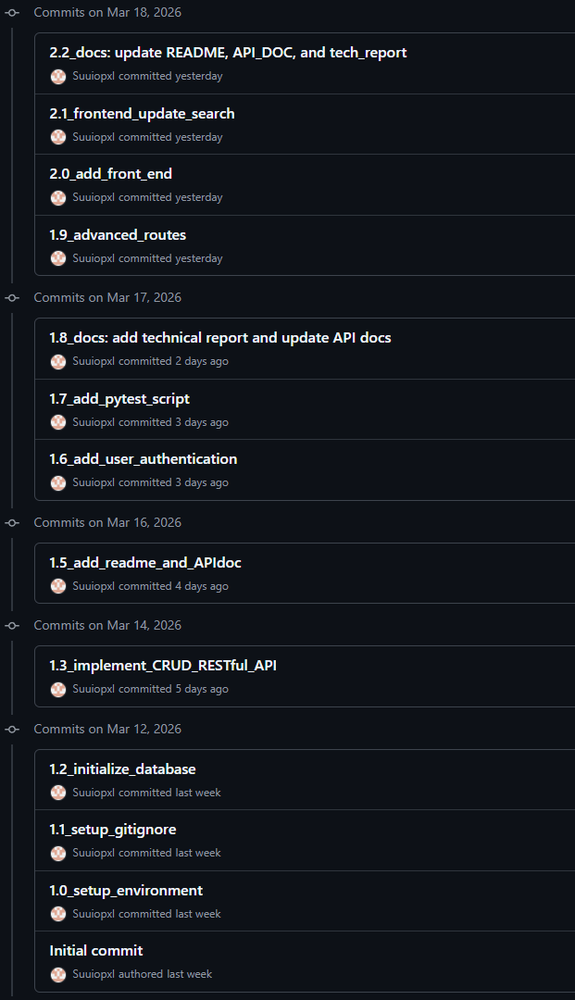 Commits on Mar 18, 2026
2.2_docs: update README, API_DOC, and tech_report
Suuiopxl committed yesterday
2.1_frontend_update_search
Suuiopxl committed yesterday
2.0_add_front_end
Suuiopxl committed yesterday
1.9_advanced_routes
Suuiopxl committed yesterday
Commits on Mar 17, 2026
1.8_docs: add technical report and update API docs
Suuiopxl committed 2 days ago
1.7_add_pytest_script
Suuiopxl committed 3 days ago
1.6_add_user_authentication
Suuiopxl committed 3 days ago
Commits on Mar 16, 2026
1.5_add_readme_and_APIdoc
Suuiopxl committed 4 days ago
Commits on Mar 14, 2026
1.3_implement_CRUD_RESTful_API
Suuiopxl committed 5 days ago
Commits on Mar 12, 2026
1.2_initialize_database
Suuiopxl committed last week
1.1_setup_gitignore
Suuiopxl committed last week
1.0_setup_environment
Suuiopxl committed last week
Initial commit
Suuiopxl authored last week